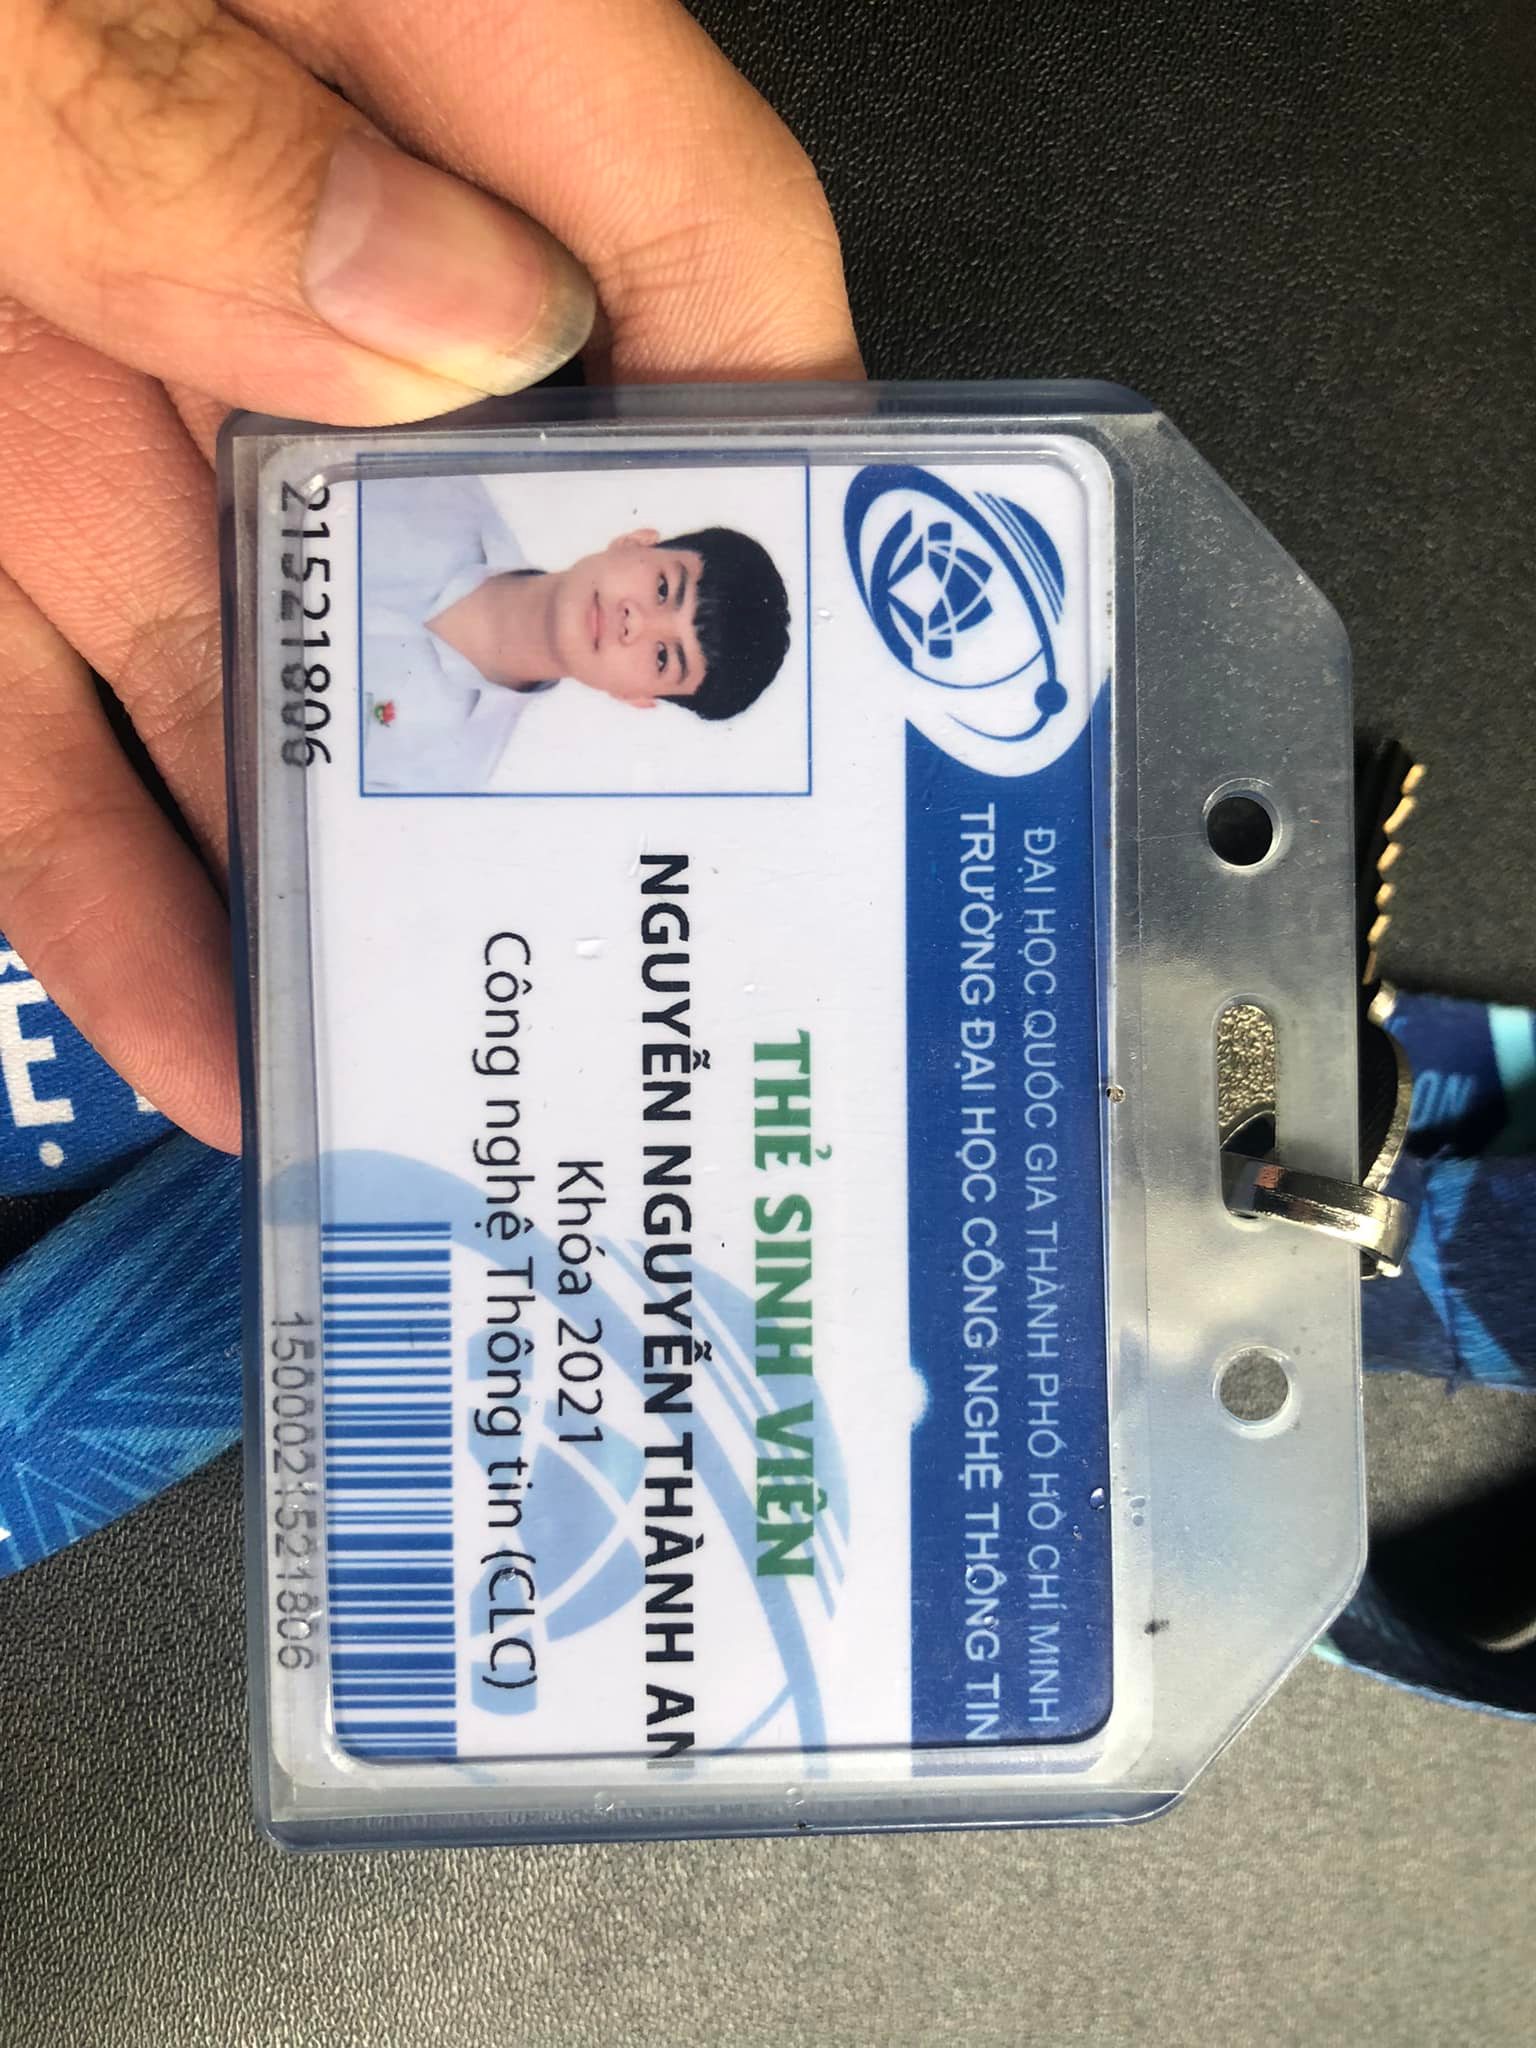 ĐẠI HỌC QUỐC GIA THÀNH PHỐ HỒ CHÍ MINH
TRƯỜNG ĐẠI HỌC CÔNG NGHỆ THÔNG TIN
THẺ SINH VIÊN
NGUYỄN NGUYỄN THÀNH AN
Khóa 2021
Công nghệ Thông tin (CLC)
21521806
1500021521806